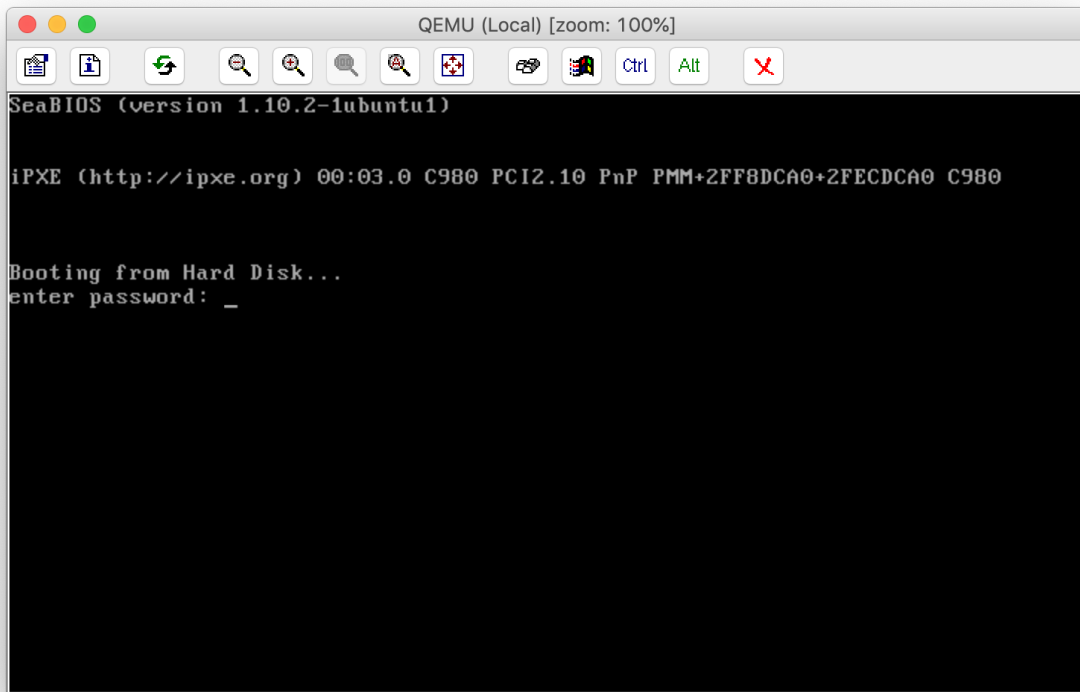 QEMU (Local) [zoom: 100%]
Ctrl Alt
SeaBIOS (version 1.10.2-1ubuntu1)
iPXE (http://ipxe.org) 00:03.0 C980 PCI2.10 PnP PMM+2FF8DCA0+2FECDCA0 C980
Booting from Hard Disk...
enter password: _